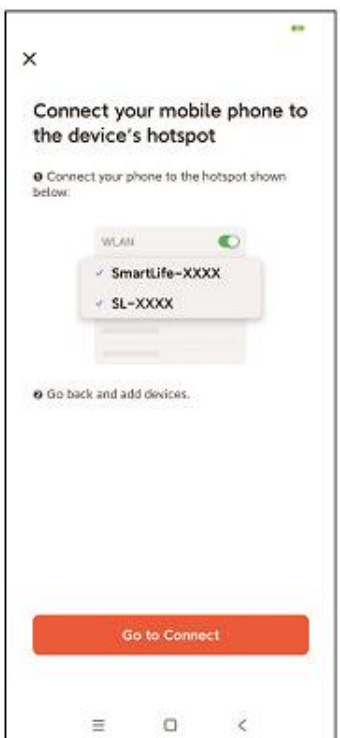 Connect your mobile phone to
the device's hotspot
❶ Connect your phone to the hotspot shown
below:
WLAN
SmartLife-XXXX
SL-XXXX
❷ Go back and add devices.
Go to Connect